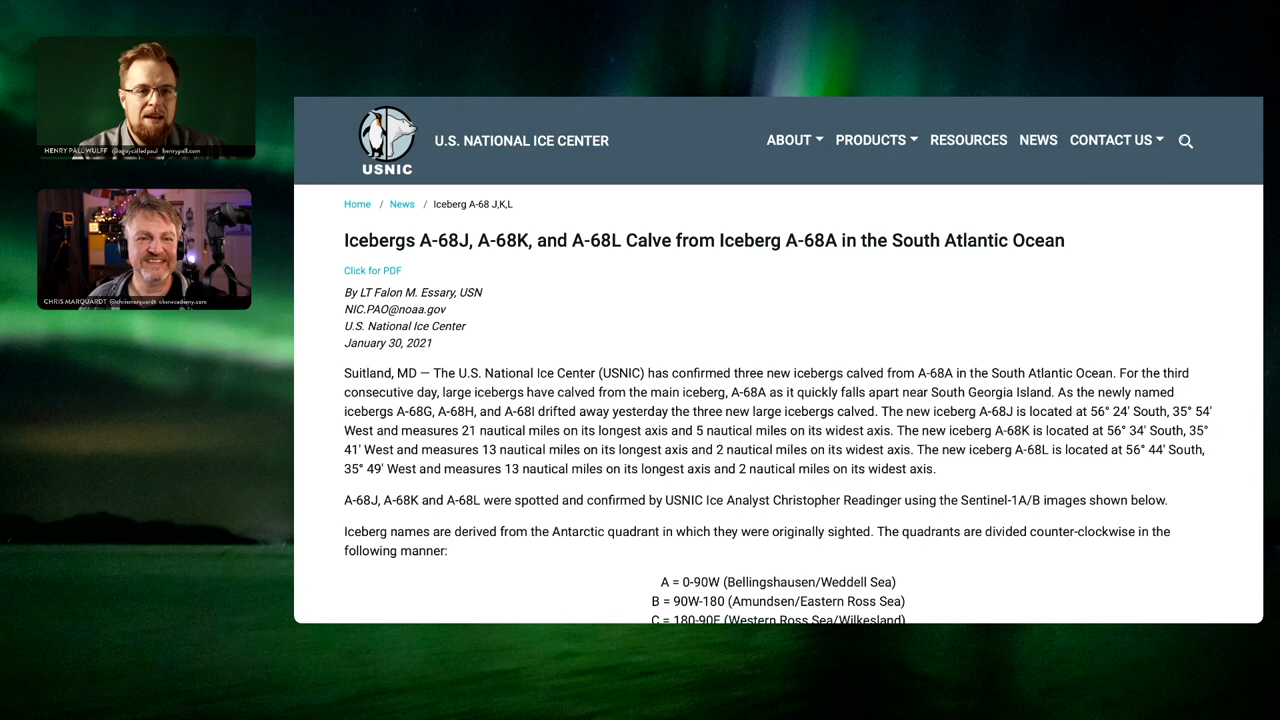 HENRY PALL WULFF @aguycalledpaul henrypall.com
CHRIS MARQUARDT @chrismarquardt
USNIC
U.S. NATIONAL ICE CENTER
ABOUT PRODUCTS RESOURCES NEWS CONTACT US
Home / News / Iceberg A-68 J,K,L
Icebergs A-68J, A-68K, and A-68L Calve from Iceberg A-68A in the South Atlantic Ocean
Click for PDF
By LT Falon M. Essary, USN
NIC.PAO@noaa.gov
U.S. National Ice Center
January 30, 2021
Suitland, MD — The U.S. National Ice Center (USNIC) has confirmed three new icebergs calved from A-68A in the South Atlantic Ocean. For the third
consecutive day, large icebergs have calved from the main iceberg, A-68A as it quickly falls apart near South Georgia Island. As the newly named
icebergs A-68G, A-68H, and A-68I drifted away yesterday the three new large icebergs calved. The new iceberg A-68J is located at 56° 24' South, 35° 54'
West and measures 21 nautical miles on its longest axis and 5 nautical miles on its widest axis. The new iceberg A-68K is located at 56° 34' South, 35°
41' West and measures 13 nautical miles on its longest axis and 2 nautical miles on its widest axis. The new iceberg A-68L is located at 56° 44' South,
35° 49' West and measures 13 nautical miles on its longest axis and 2 nautical miles on its widest axis.
A-68J, A-68K and A-68L were spotted and confirmed by USNIC Ice Analyst Christopher Readinger using the Sentinel-1A/B images shown below.
Iceberg names are derived from the Antarctic quadrant in which they were originally sighted. The quadrants are divided counter-clockwise in the
following manner:
A = 0-90W (Bellingshausen/Weddell Sea)
B = 90W-180 (Amundsen/Eastern Ross Sea)
C = 180-90E (Western Ross Sea/Wilkesland)